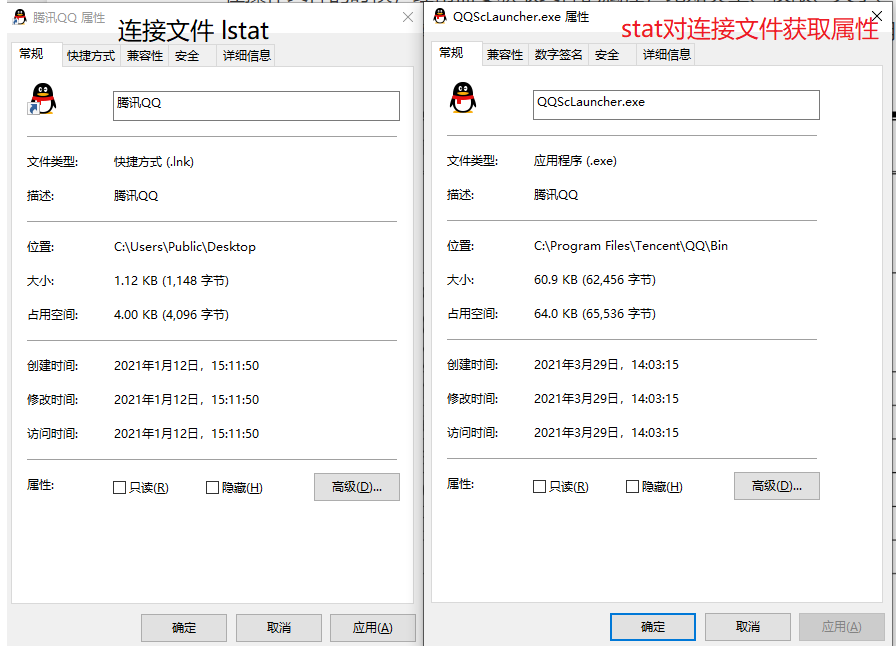 腾讯QQ 属性
连接文件 lstat
常规 快捷方式 兼容性 安全 详细信息
腾讯QQ
文件类型: 快捷方式 (.lnk)
描述: 腾讯QQ
位置: C:\Users\Public\Desktop
大小: 1.12 KB (1,148 字节)
占用空间: 4.00 KB (4,096 字节)
创建时间: 2021年1月12日，15:11:50
修改时间: 2021年1月12日，15:11:50
访问时间: 2021年1月12日，15:11:50
属性: 只读(R) 隐藏(H) 高级(D)...
确定 取消 应用(A)
QQScLauncher.exe 属性
stat对连接文件获取属性
常规 兼容性 数字签名 安全 详细信息
QQScLauncher.exe
文件类型: 应用程序 (.exe)
描述: 腾讯QQ
位置: C:\Program Files\Tencent\QQ\Bin
大小: 60.9 KB (62,456 字节)
占用空间: 64.0 KB (65,536 字节)
创建时间: 2021年3月29日，14:03:15
修改时间: 2021年3月29日，14:03:15
访问时间: 2021年3月29日，14:03:15
属性: 只读(R) 隐藏(H) 高级(D)...
确定 取消 应用(A)